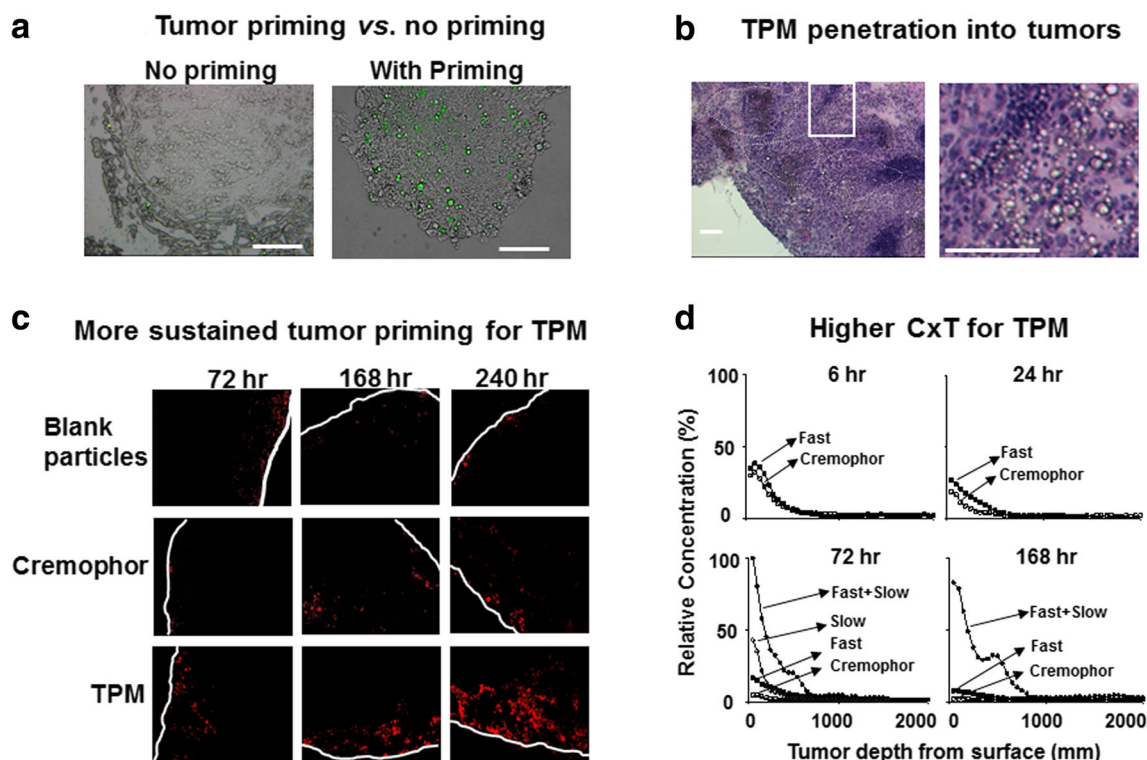 a
Tumor priming vs. no priming
No priming
With Priming
b
TPM penetration into tumors
c
More sustained tumor priming for TPM
72 hr
168 hr
240 hr
Blank
particles
Cremophor
TPM
d
Higher CxT for TPM
Relative Concentration (%)
6 hr
100
50
0
Fast
Cremophor
24 hr
Fast
Cremophor
72 hr
100
50
0
Fast+Slow
Slow
Fast
Cremophor
0
1000
2000
168 hr
Fast+Slow
Fast
Cremophor
0
1000
2000
Tumor depth from surface (mm)